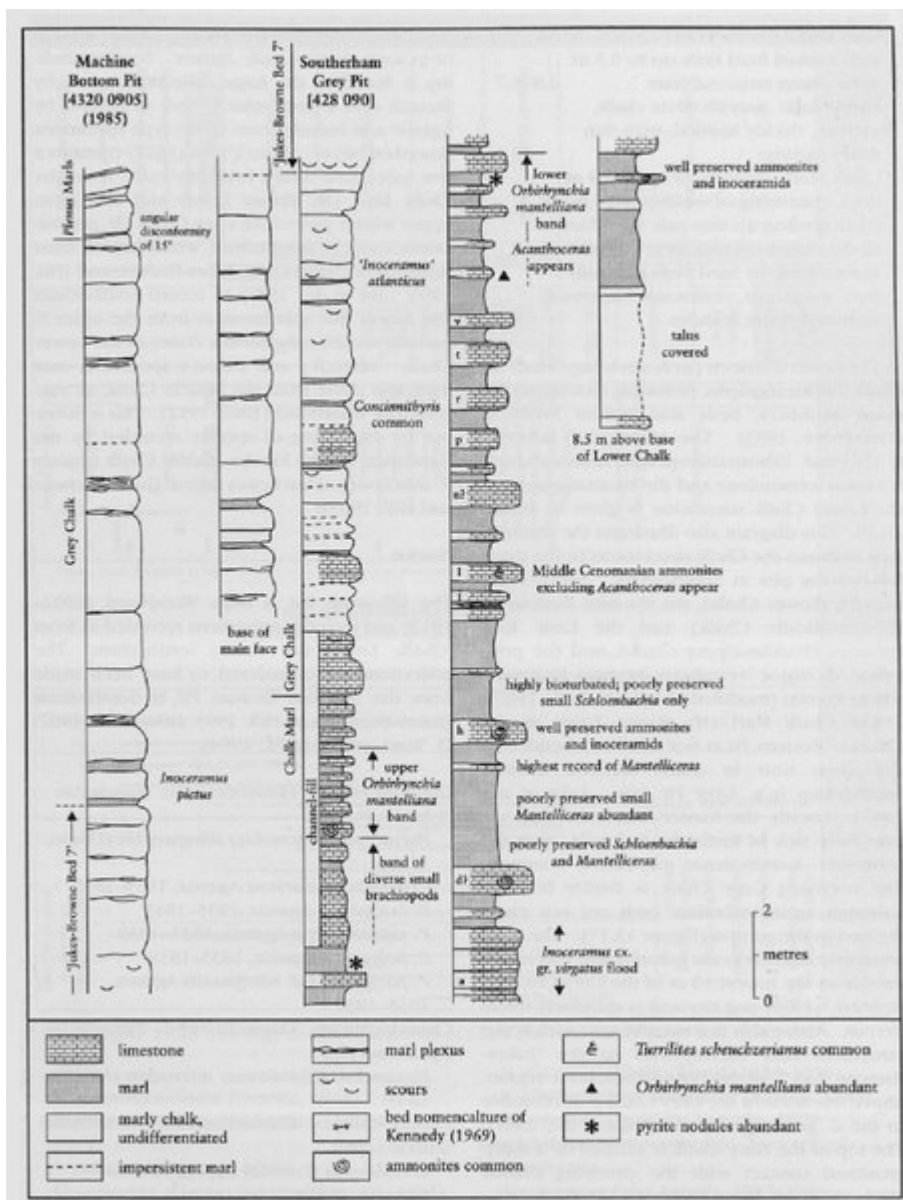 Machine
Bottom Pit
[4320 0905]
(1985)
Jukes-Browne Bed 7
Southerham
Grey Pit
[428 090]
Plenus Marl
angular
disconformity
of 15°
'Inoceramus'
atlanticus
lower
Orbirhynchia
mantelliana
band
Acanthoceras
appears
well preserved ammonites
and inoceramids
talus
covered
8.5 m above base
of Lower Chalk
Concinnithyris
common
Grey Chalk
base of
main face
Grey Chalk
Chalk Marl
channel-fill
Inoceramus
pictus
'Jukes-Browne Bed 7'
upper
Orbirhynchia
mantelliana
band
band of
diverse small
brachiopods
v
t
r
p
n?
l
j
h
d?
Middle Cenomanian ammonites
excluding Acanthoceras appear
highly bioturbated; poorly preserved
small Schloenbachia only
well preserved ammonites
and inoceramids
highest record of Mantelliceras
poorly preserved small
Mantelliceras abundant
poorly preserved Schloenbachia
and Mantelliceras
Inoceramus ex.
gr. virgatus flood
2
metres
0
limestone
marl
marly chalk,
undifferentiated
impersistent marl
marl plexus
scours
bed nomenculature of
Kennedy (1969)
ammonites common
Turrilites scheuchzerianus common
Orbirhynchia mantelliana abundant
pyrite nodules abundant